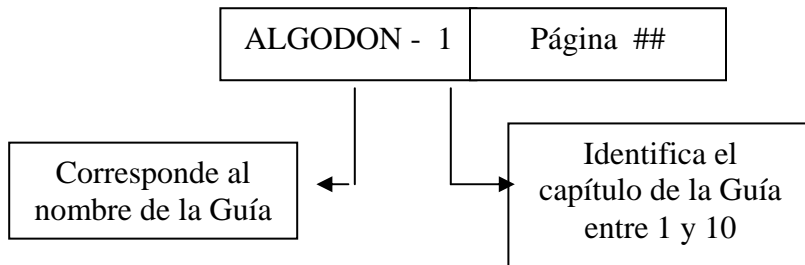 ALGODON - 1 Página ##
Corresponde al
nombre de la Guía
Identifica el
capítulo de la Guía
entre 1 y 10